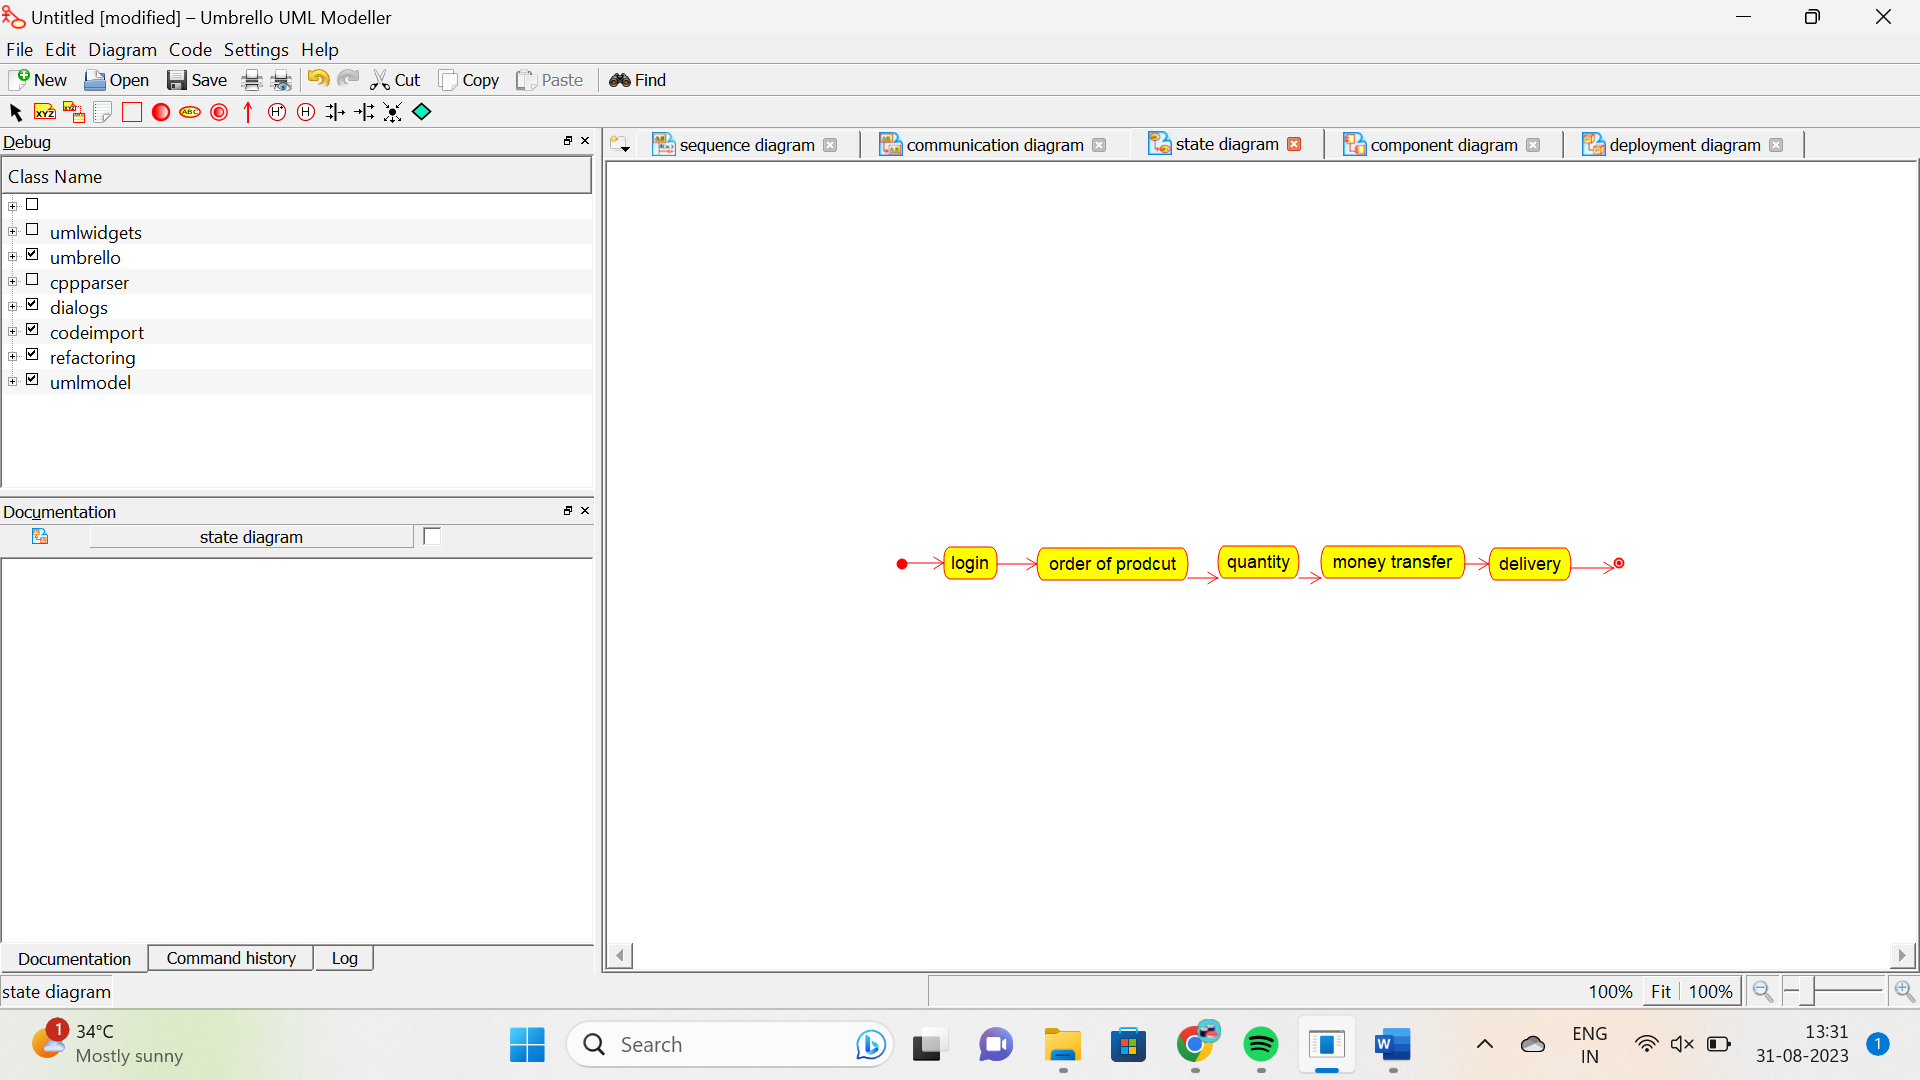 Untitled [modified] – Umbrello UML Modeller
File Edit Diagram Code Settings Help
New Open Save Cut Copy Paste Find
XYZ XYZ ABC H* H
Debug
sequence diagram communication diagram state diagram component diagram deployment diagram
Class Name
umlwidgets
umbrello
cppparser
dialogs
codeimport
refactoring
umlmodel
Documentation
state diagram
login order of prodcut quantity money transfer delivery
Documentation Command history Log
state diagram 100% Fit 100%
1 34°C
Mostly sunny
Search
W
ENG
IN
13:31
31-08-2023
1